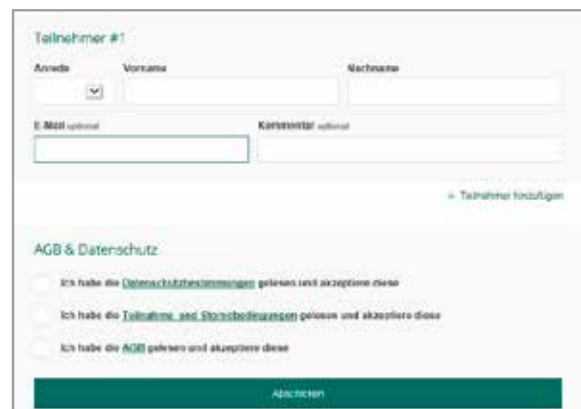 Teilnehmer #1
Anrede Vorname Nachname
E-Mail optional Kommentar optional
+ Teilnehmer hinzufügen
AGB & Datenschutz
Ich habe die Datenschutzbestimmungen gelesen und akzeptiere diese
Ich habe die Teilnahme- und Stornobedingungen gelesen und akzeptiere diese
Ich habe die AGB gelesen und akzeptiere diese
Abschicken